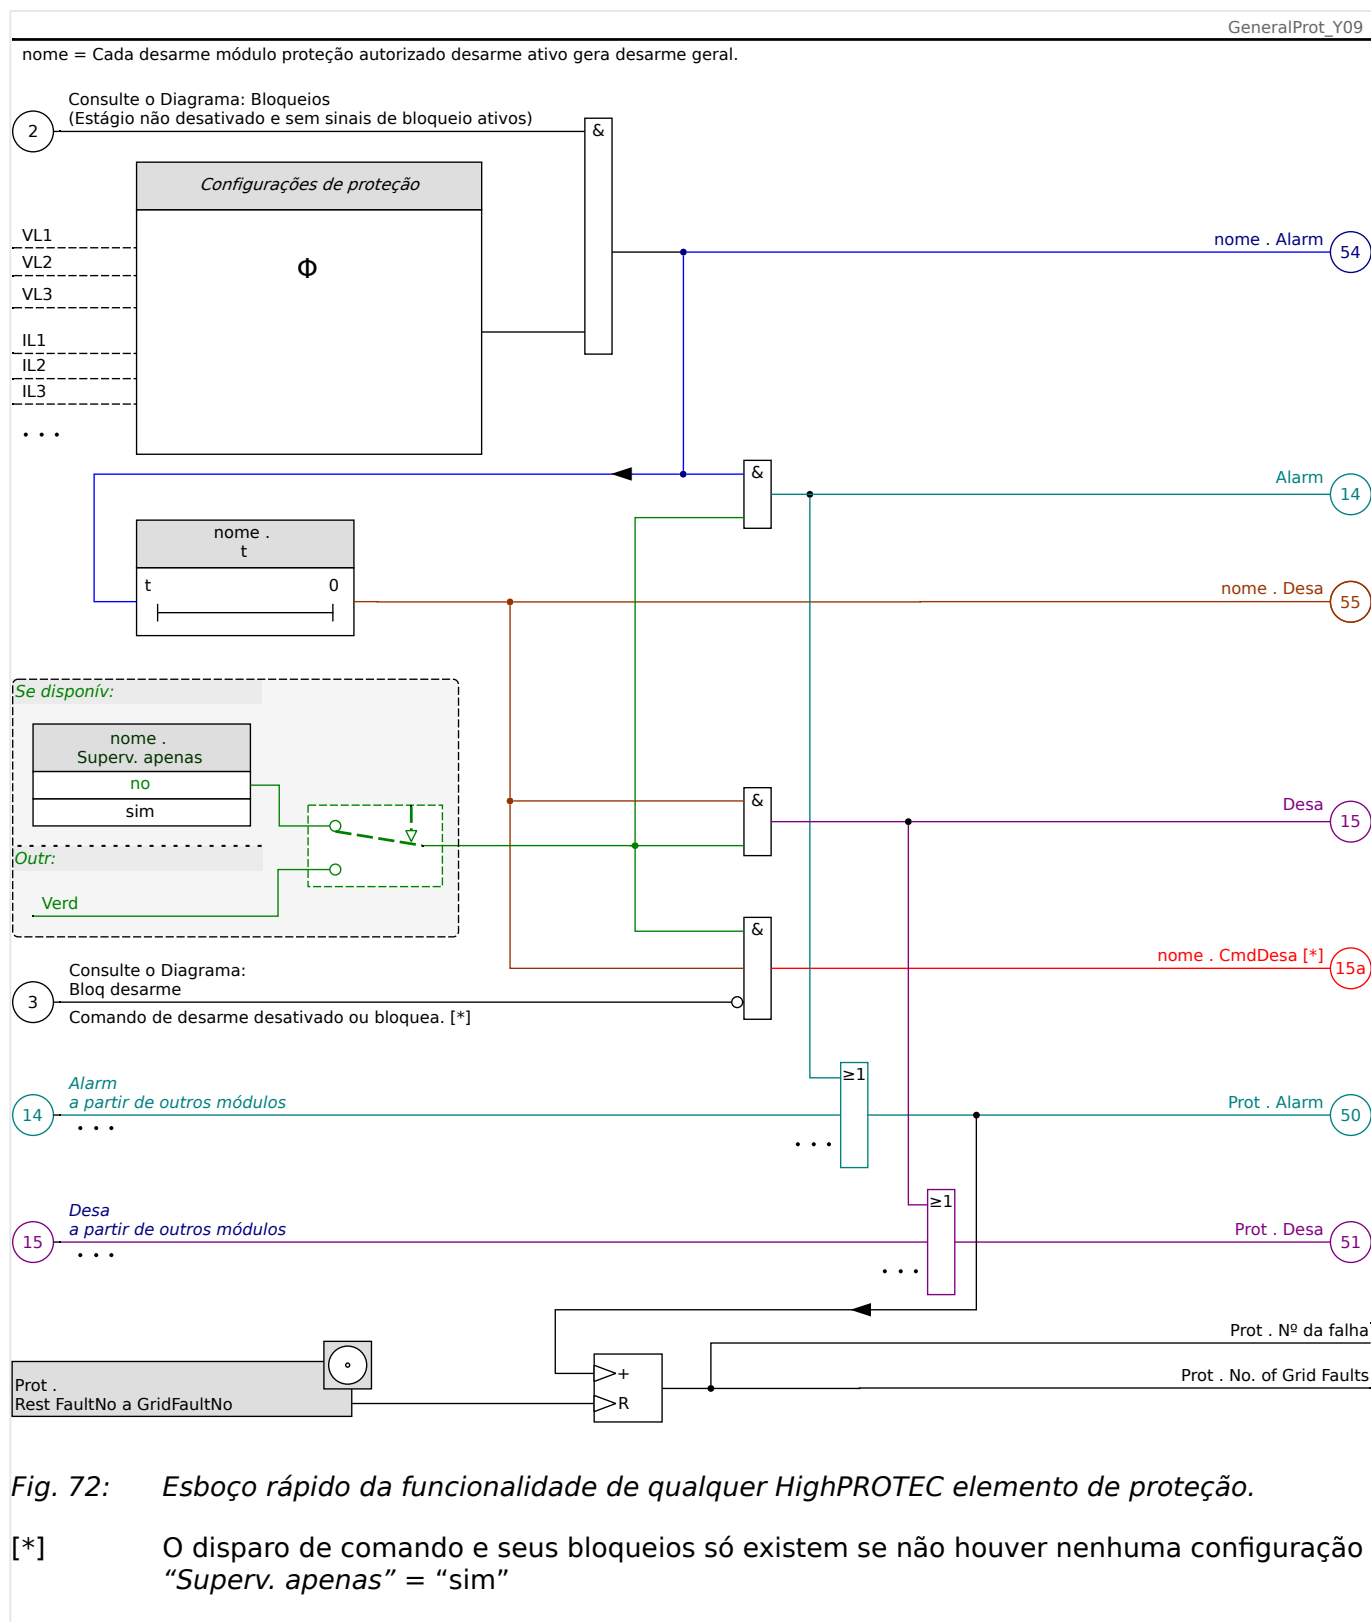 GeneralProt_Y09
nome = Cada desarme módulo proteção autorizado desarme ativo gera desarme geral.
Consulte o Diagrama: Bloqueios
(Estágio não desativado e sem sinais de bloqueio ativos)
2
&
Configurações de proteção
Φ
VL1
VL2
VL3
IL1
IL2
IL3
. . .
nome . Alarm
54
&
Alarm
14
nome .
t
t 0
nome . Desa
55
Se disponív:
nome .
Superv. apenas
no
sim
Outr:
Verd
&
Desa
15
&
nome . CmdDesa [*]
15a
Consulte o Diagrama:
Bloq desarme
3
Comando de desarme desativado ou bloquea. [*]
Alarm
a partir de outros módulos
14
. . .
≥1
. . .
Prot . Alarm
50
Desa
a partir de outros módulos
15
. . .
≥1
. . .
Prot . Desa
51
Prot . Nº da falha
Prot . No. of Grid Faults
Prot .
Rest FaultNo a GridFaultNo
+
R
Fig. 72: Esboço rápido da funcionalidade de qualquer HighPROTEC elemento de proteção.
[*] O disparo de comando e seus bloqueios só existem se não houver nenhuma configuração
“Superv. apenas” = “sim”